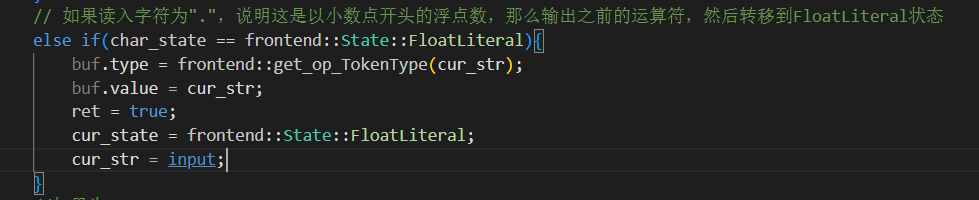 // 如果读入字符为"."，说明这是以小数点开头的浮点数，那么输出之前的运算符，然后转移到FloatLiteral状态
else if(char_state == frontend::State::FloatLiteral){
buf.type = frontend::get_op_TokenType(cur_str);
buf.value = cur_str;
ret = true;
cur_state = frontend::State::FloatLiteral;
cur_str = input;
}